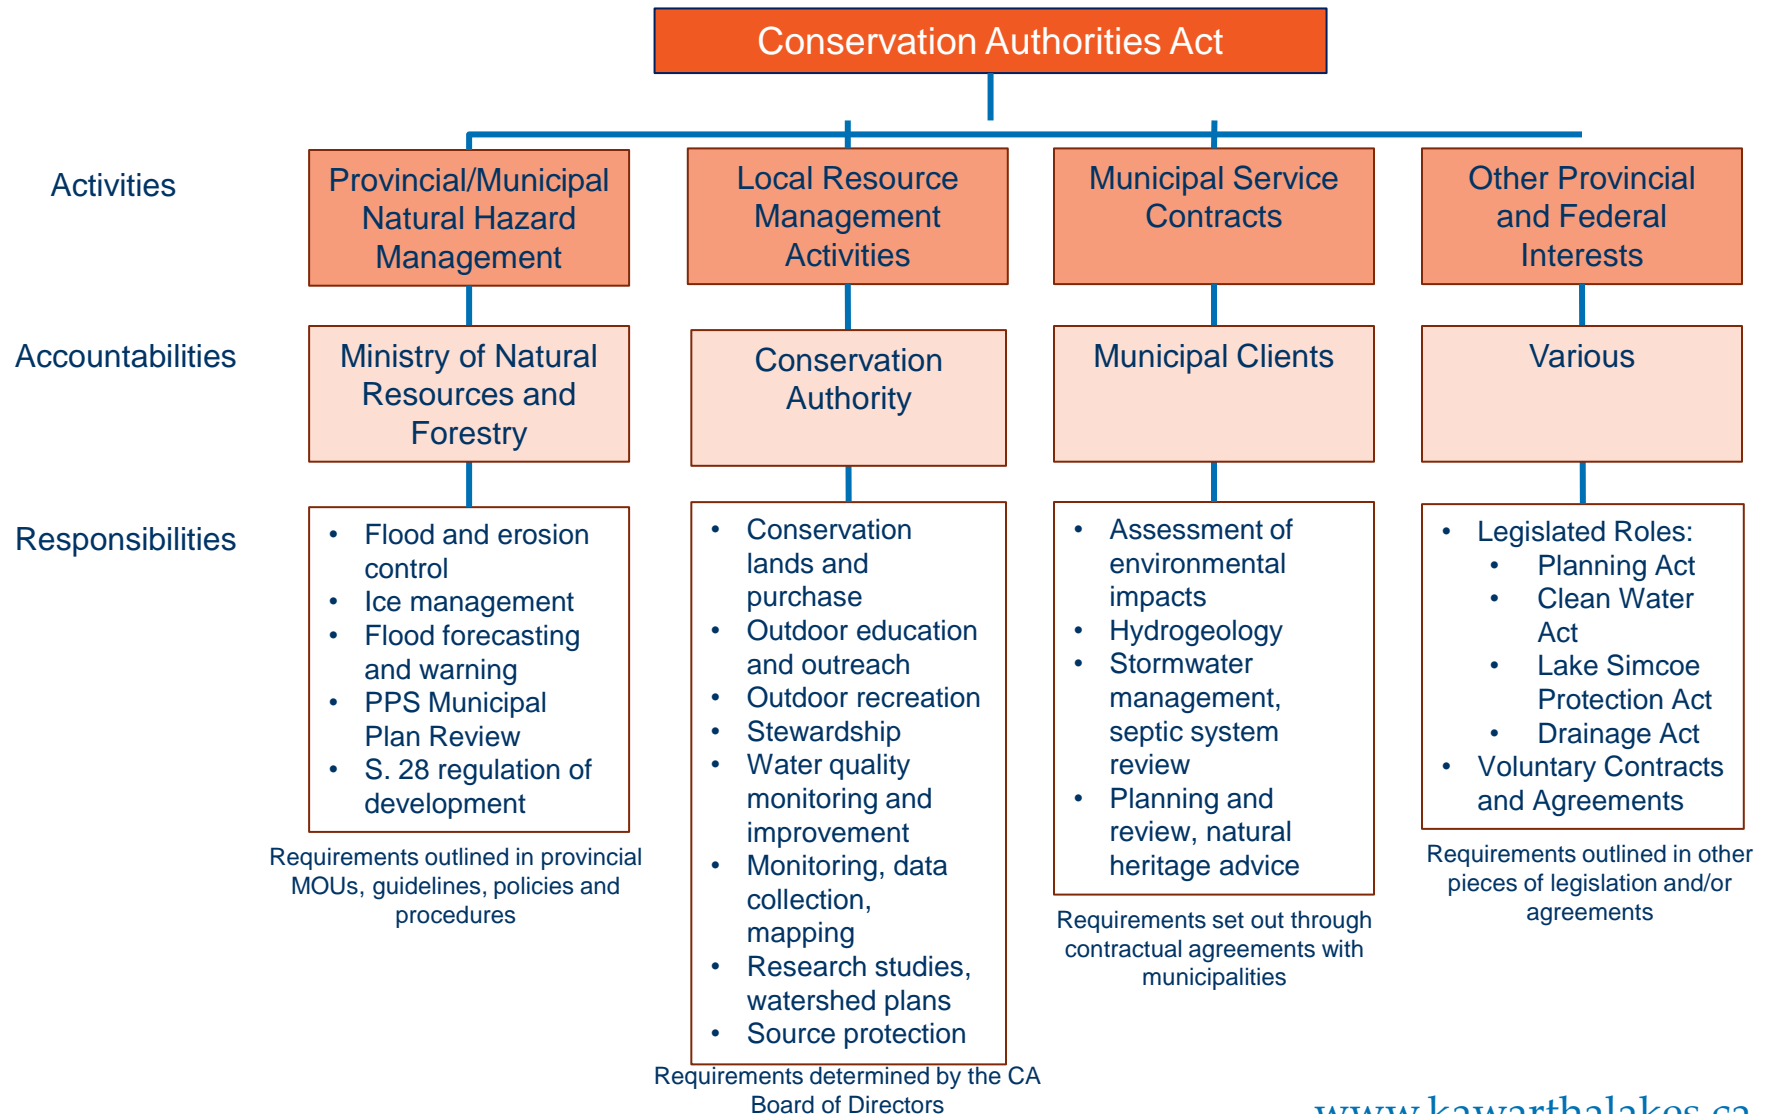 Conservation Authorities Act
Activities
Provincial/Municipal
Natural Hazard
Management
Local Resource
Management
Activities
Municipal Service
Contracts
Other Provincial
and Federal
Interests
Accountabilities
Ministry of Natural
Resources and
Forestry
Conservation
Authority
Municipal Clients
Various
Responsibilities
• Flood and erosion
control
• Ice management
• Flood forecasting
and warning
• PPS Municipal
Plan Review
• S. 28 regulation of
development
Requirements outlined in provincial
MOUs, guidelines, policies and
procedures
• Conservation
lands and
purchase
• Outdoor education
and outreach
• Outdoor recreation
• Stewardship
• Water quality
monitoring and
improvement
• Monitoring, data
collection,
mapping
• Research studies,
watershed plans
• Source protection
Requirements determined by the CA
Board of Directors
• Assessment of
environmental
impacts
• Hydrogeology
• Stormwater
management,
septic system
review
• Planning and
review, natural
heritage advice
Requirements set out through
contractual agreements with
municipalities
• Legislated Roles:
• Planning Act
• Clean Water
Act
• Lake Simcoe
Protection Act
• Drainage Act
• Voluntary Contracts
and Agreements
Requirements outlined in other
pieces of legislation and/or
agreements
www.kawarthalakes.ca